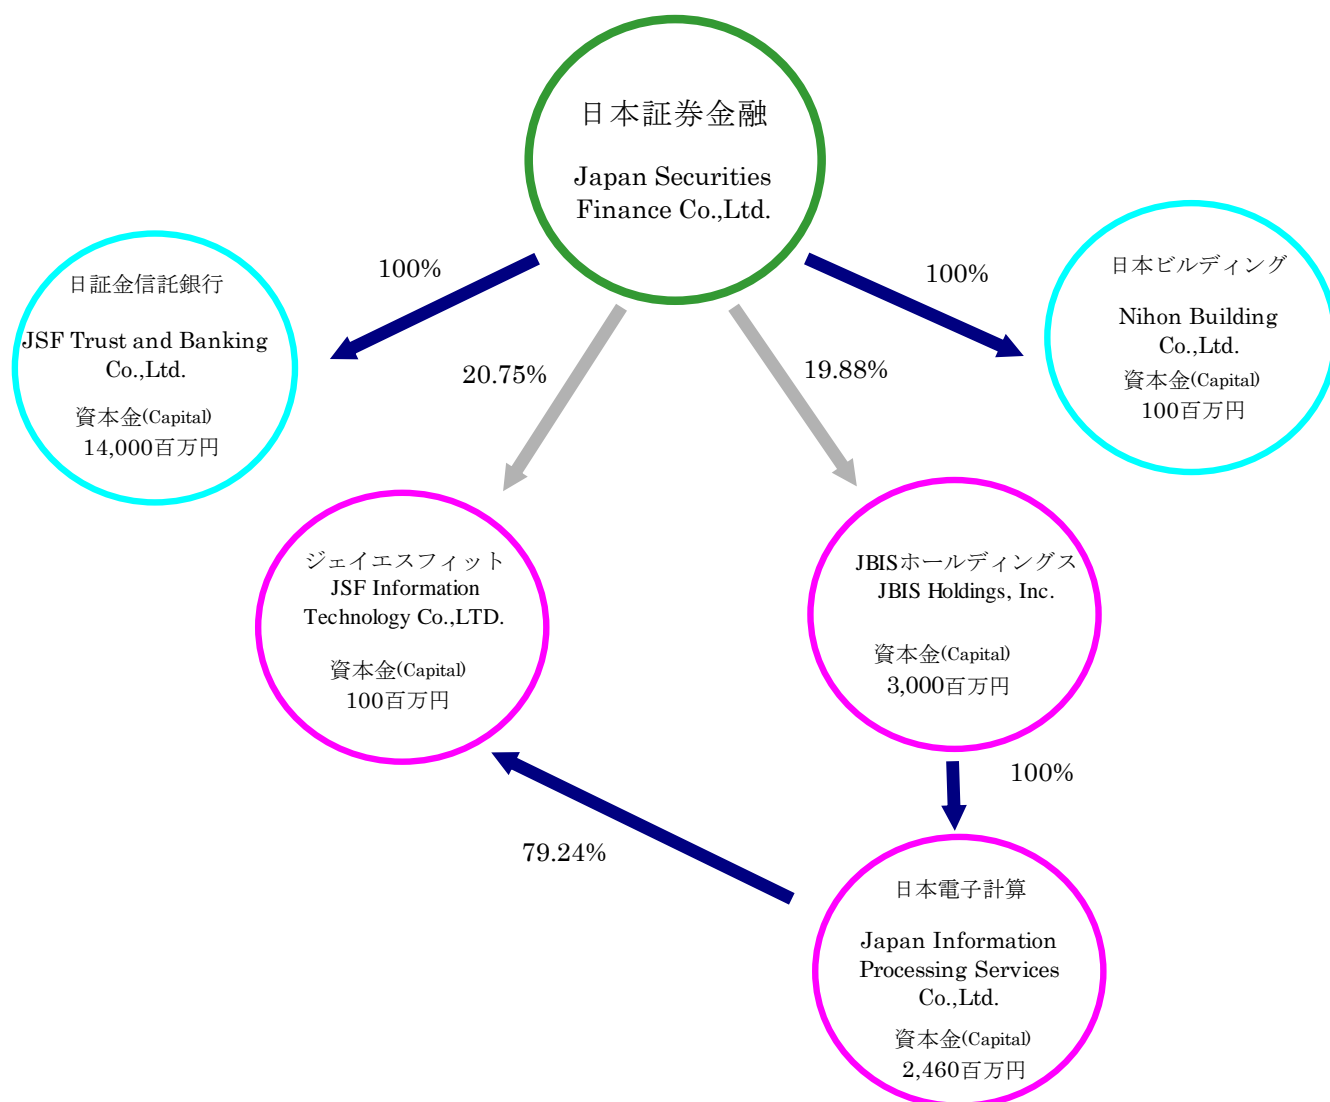 日本証券金融
Japan Securities
Finance Co.,Ltd.
100%
100%
20.75%
19.88%
日証金信託銀行
JSF Trust and Banking
Co.,Ltd.
資本金(Capital)
14,000百万円
日本ビルディング
Nihon Building
Co.,Ltd.
資本金(Capital)
100百万円
ジェイエスフィット
JSF Information
Technology Co.,LTD.
資本金(Capital)
100百万円
JBISホールディングス
JBIS Holdings, Inc.
資本金(Capital)
3,000百万円
100%
79.24%
日本電子計算
Japan Information
Processing Services
Co.,Ltd.
資本金(Capital)
2,460百万円